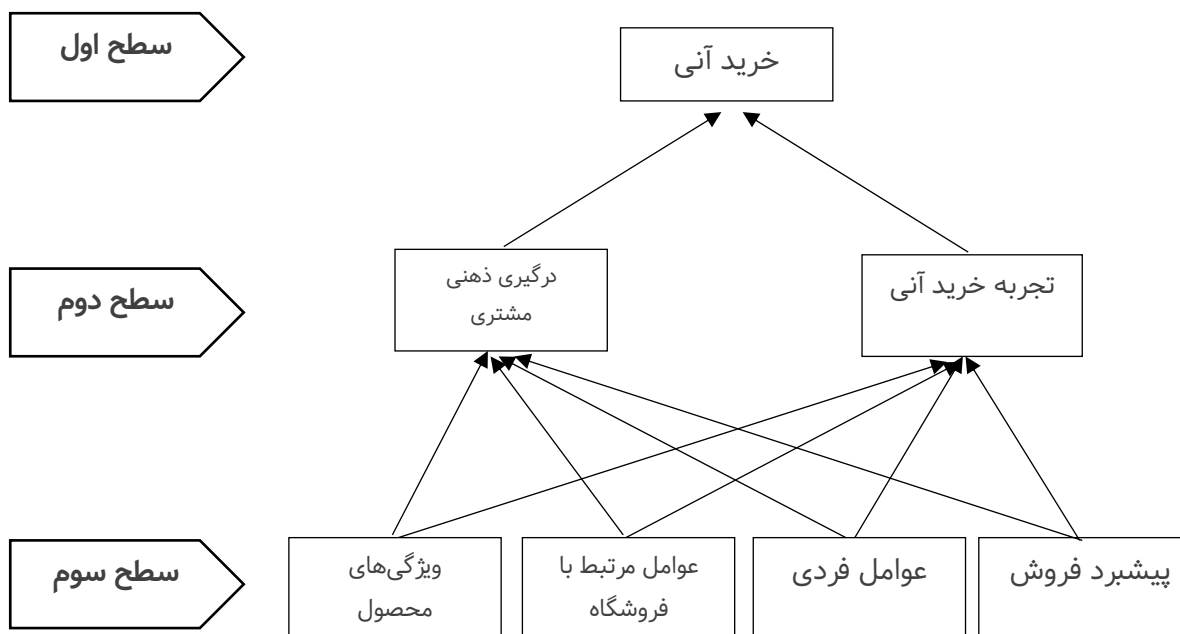 سطح اول
خرید آنی
سطح دوم
تجربه خرید آنی
درگیری ذهنی
مشتری
سطح سوم
پیشبرد فروش
عوامل فردی
عوامل مرتبط با
فروشگاه
ویژگی‌های
محصول